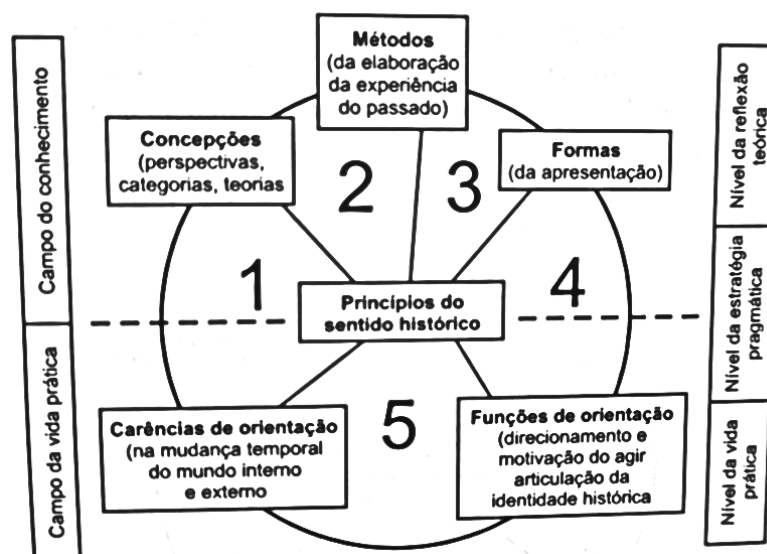 Métodos
(da elaboração
da experiência
do passado)
Concepções
(perspectivas,
categorias, teorias
Formas
(da apresentação)
2
3
1
4
Princípios do
sentido histórico
5
Carências de orientação
(na mudança temporal
do mundo interno
e externo
Funções de orientação
(direcionamento e
motivação do agir
articulação da
identidade histórica
Campo do conhecimento
Campo da vida prática
Nível da reflexão
teórica
Nível da estratégia
pragmática
Nível da vida
prática